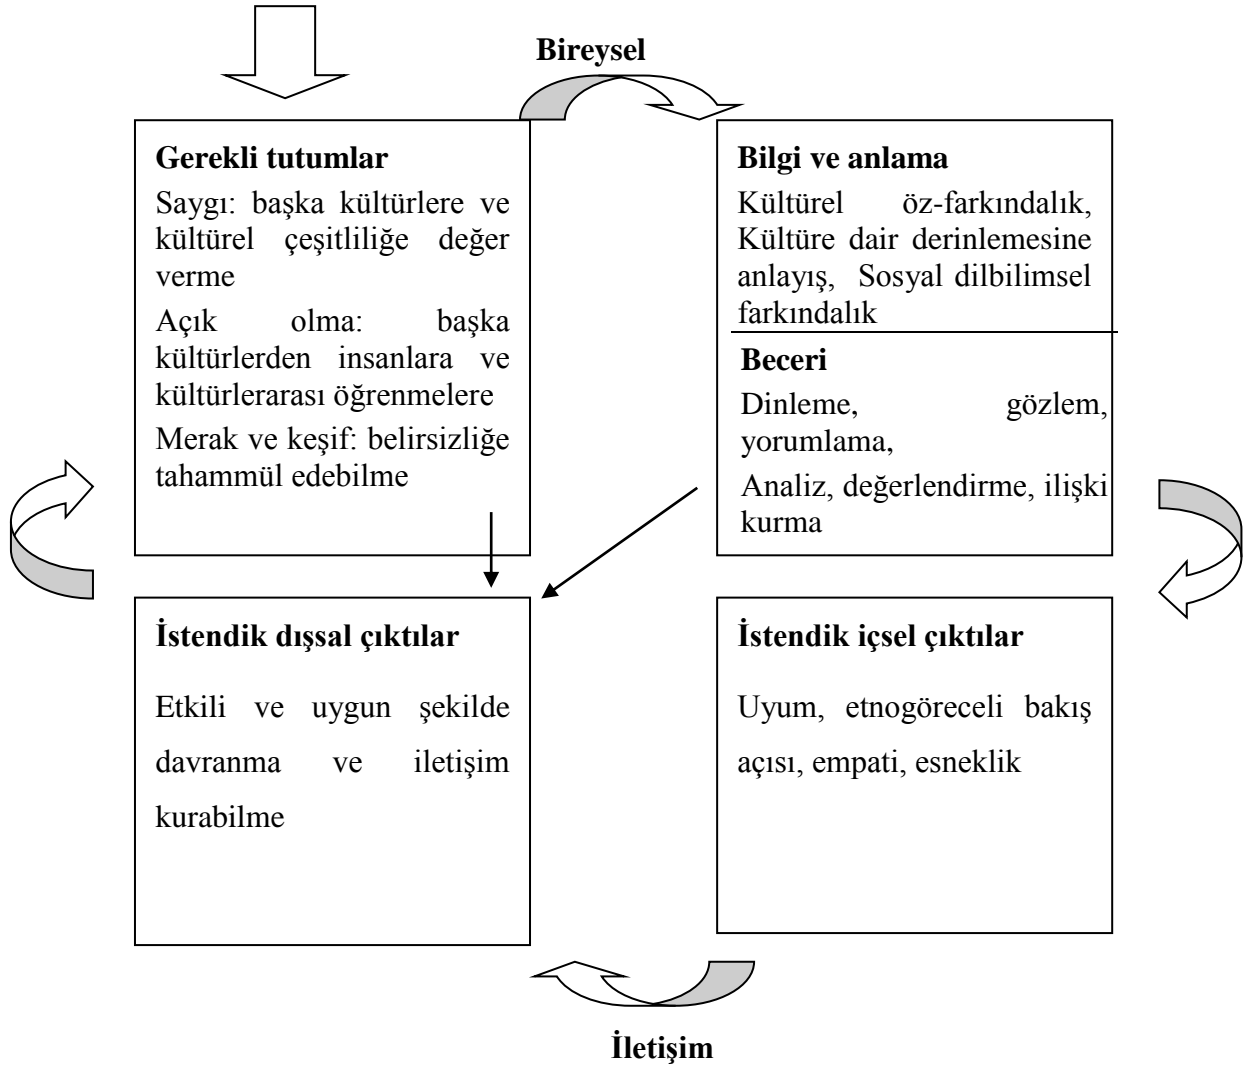 Bireysel
Gerekli tutumlar
Saygı: başka kültürlere ve
kültürel çeşitliliğe değer
verme
Açık olma: başka
kültürlerden insanlara ve
kültürlerarası öğrenmelere
Merak ve keşif: belirsizliğe
tahammül edebilme
Bilgi ve anlama
Kültürel öz-farkındalık,
Kültüre dair derinlemesine
anlayış, Sosyal dilbilimsel
farkındalık
Beceri
Dinleme, gözlem,
yorumlama,
Analiz, değerlendirme, ilişki
kurma
İstendik dışsal çıktılar
Etkili ve uygun şekilde
davranma ve iletişim
kurabilme
İstendik içsel çıktılar
Uyum, etnogöreceli bakış
açısı, empati, esneklik
İletişim